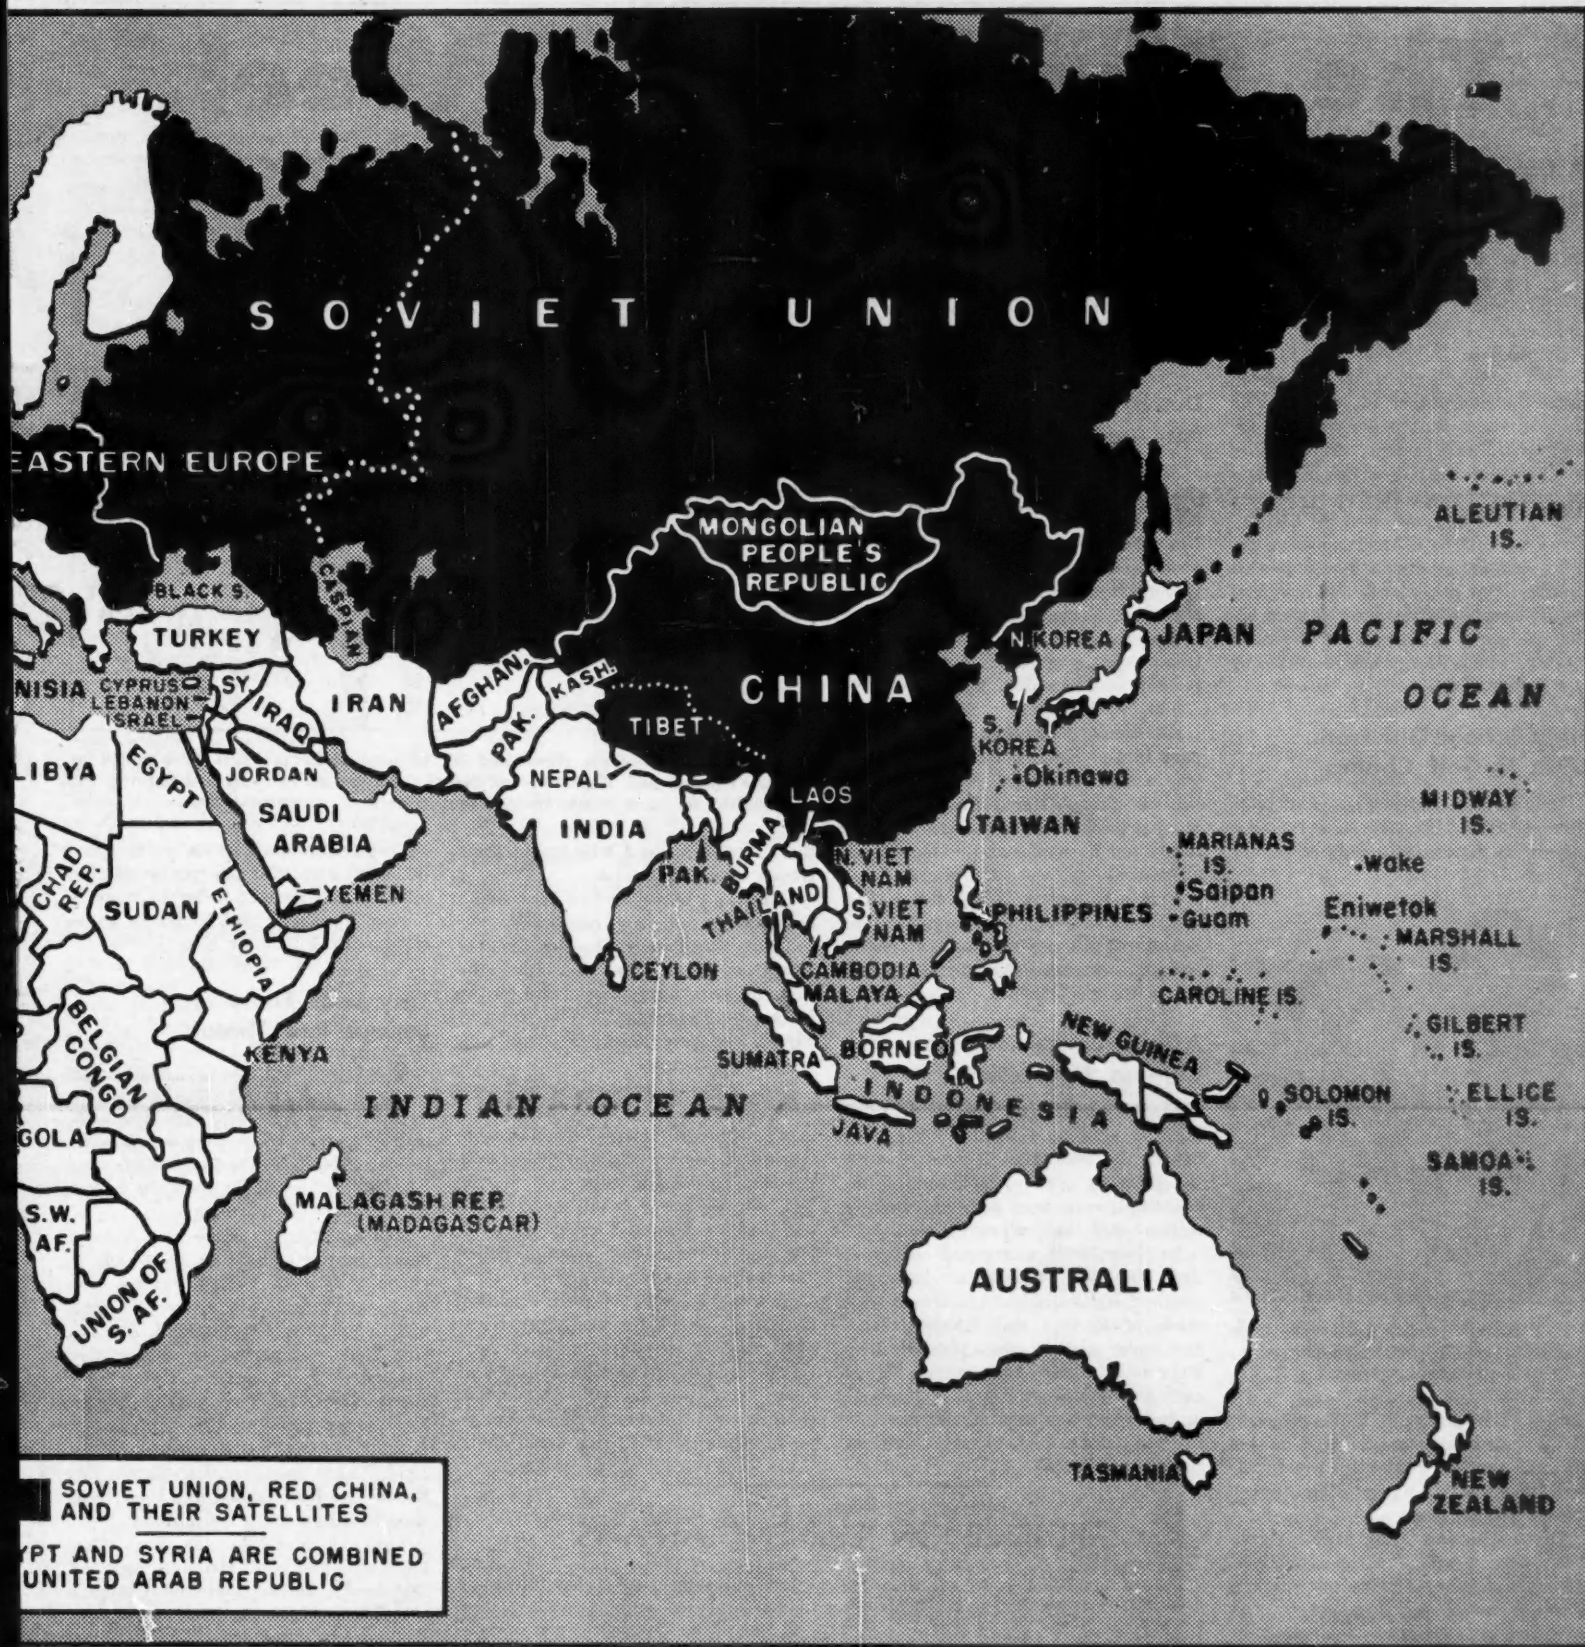 SOVIET UNION
EASTERN EUROPE
MONGOLIAN
PEOPLE'S
REPUBLIC
ALEUTIAN
IS.
BLACK S.
CASPIAN
TURKEY
N. KOREA
JAPAN
PACIFIC
OCEAN
NISIA
CYPRUS
LEBANON
ISRAEL
SY.
IRAQ
IRAN
AFGHAN.
KASH.
PAK.
CHINA
TIBET
S.
KOREA
LIBYA
EGYPT
JORDAN
SAUDI
ARABIA
NEPAL
INDIA
LAOS
Okinawa
TAIWAN
MIDWAY
IS.
CHAD
REP.
SUDAN
ETHIOPIA
YEMEN
PAK.
BURMA
THAILAND
N. VIET
NAM
S. VIET
NAM
PHILIPPINES
MARIANAS
IS.
Saipan
Guam
Wake
Eniwetok
MARSHALL
IS.
CEYLON
CAMBODIA
MALAYA
CAROLINE IS.
BELGIAN
CONGO
KENYA
SUMATRA
BORNEO
NEW GUINEA
GILBERT
IS.
INDIAN OCEAN
INDONESIA
JAVA
SOLOMON
IS.
ELLICE
IS.
GOLA
SAMOA
IS.
MALAGASH REP.
(MADAGASCAR)
S.W.
AF.
UNION OF
S. AF.
AUSTRALIA
TASMANIA
NEW
ZEALAND
SOVIET UNION, RED CHINA,
AND THEIR SATELLITES
YPT AND SYRIA ARE COMBINED
UNITED ARAB REPUBLIC